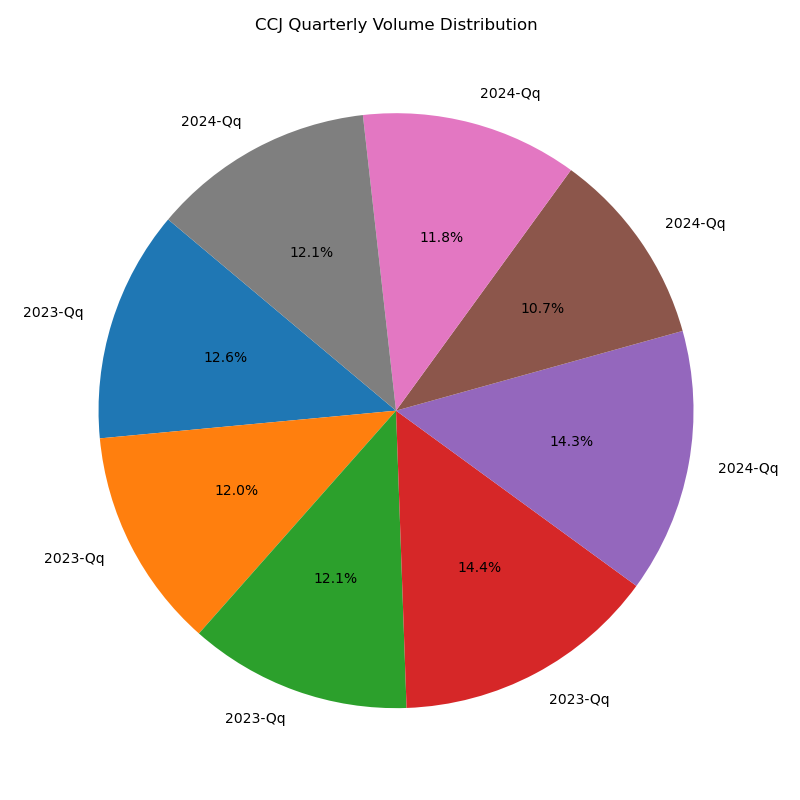 CCJ Quarterly Volume Distribution
2024-Qq
2024-Qq
2024-Qq
11.8%
12.1%
10.7%
2023-Qq
12.6%
14.3%
2024-Qq
12.0%
2023-Qq
12.1%
14.4%
2023-Qq
2023-Qq